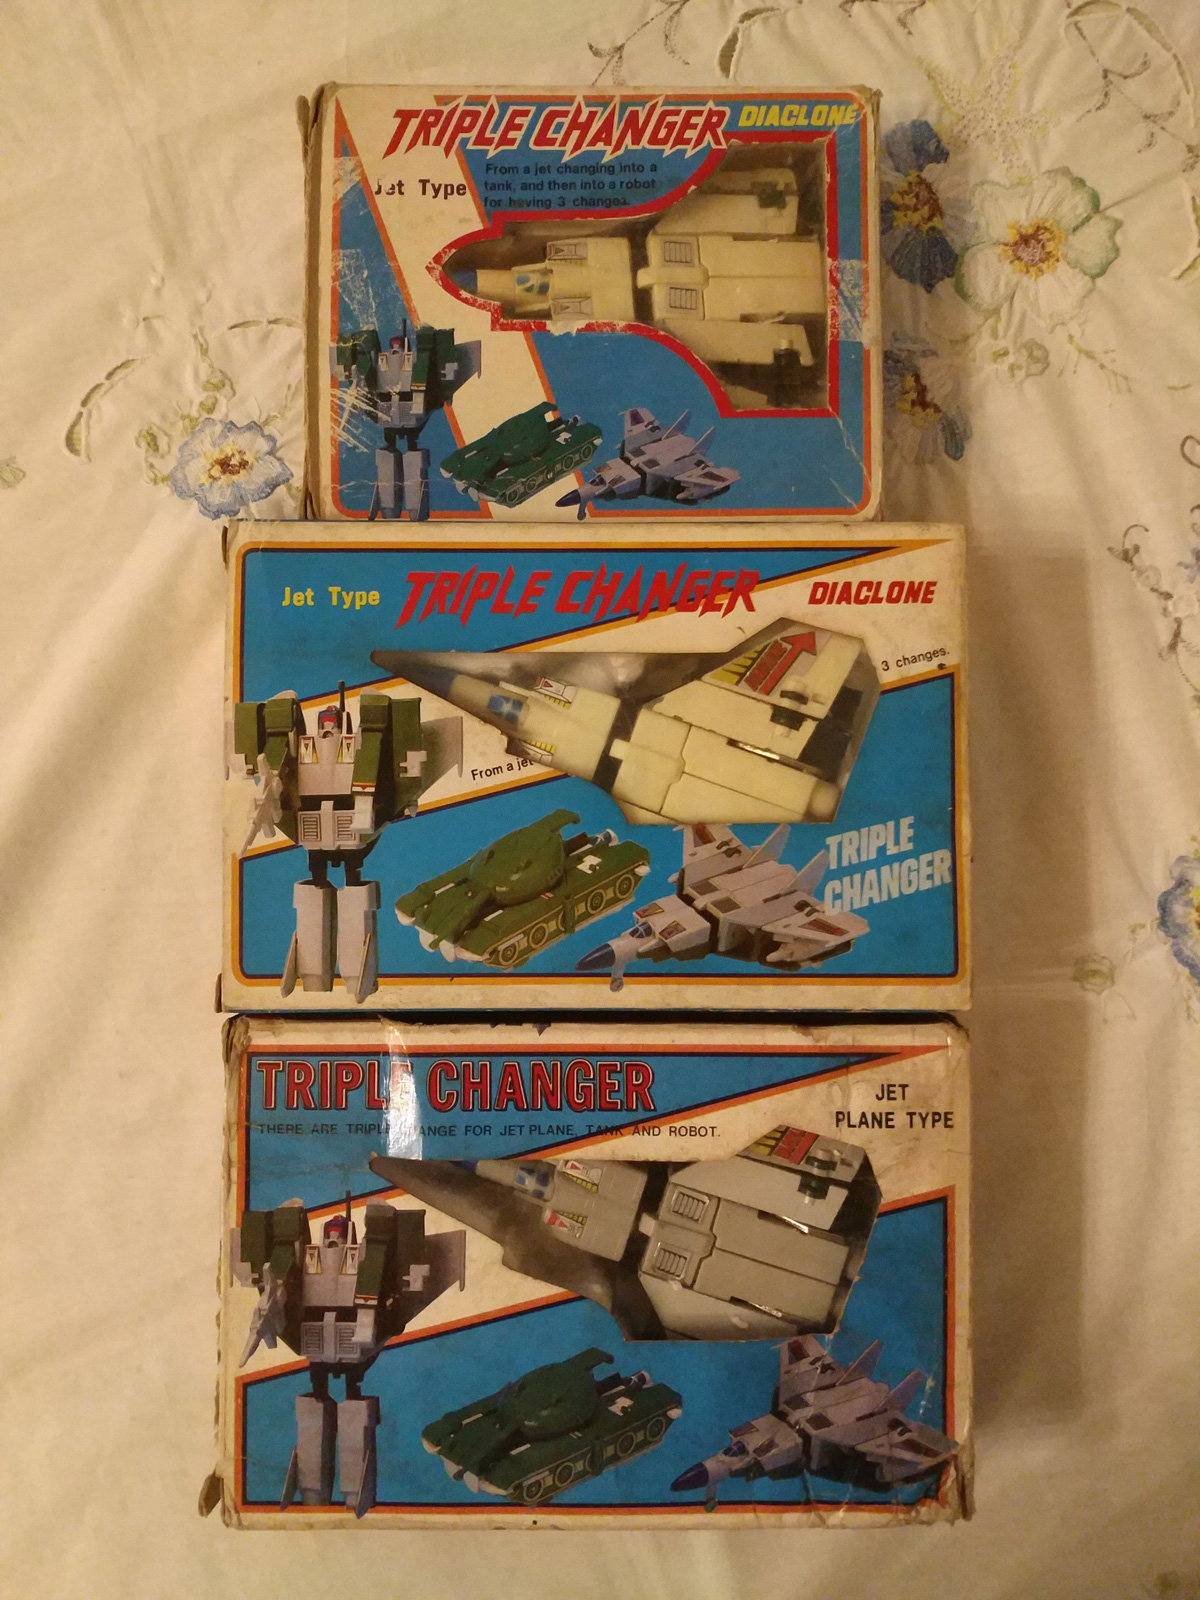 TRIPLE CHANGER DIACLONE
Jet Type
From a jet changing into a
tank, and then into a robot
for having 3 changes.
Jet Type TRIPLE CHANGER DIACLONE
3 changes.
From a jet
TRIPLE
CHANGER
TRIPLE CHANGER
JET
PLANE TYPE
THERE ARE TRIPLE ANGE FOR JET PLANE, TANK AND ROBOT.